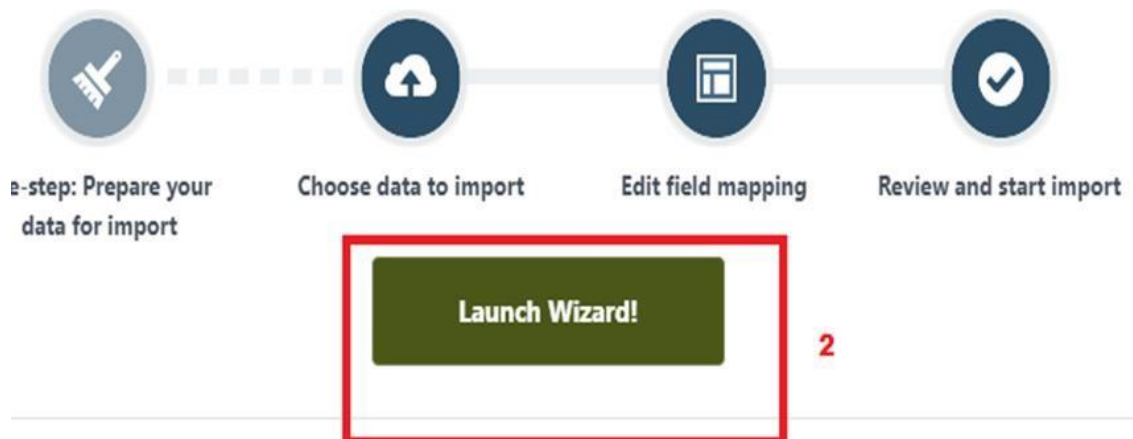 e-step: Prepare your
data for import
Choose data to import
Edit field mapping
Review and start import
Launch Wizard!
2